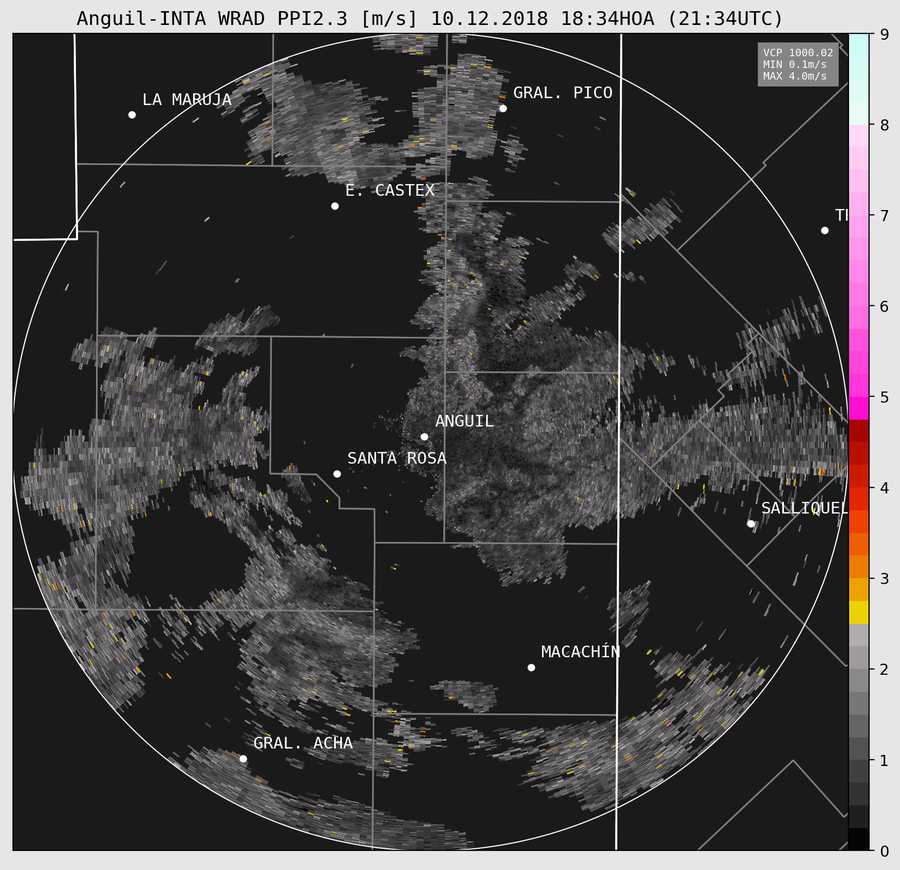 Anguil-INTA WRAD PPI2.3 [m/s] 10.12.2018 18:34HOA (21:34UTC)
VCP 1000.02
MIN 0.1m/s
MAX 4.0m/s
LA MARUJA
GRAL. PICO
E. CASTEX
ANGUIL
SANTA ROSA
SALLIQUEL
MACACHÍN
GRAL. ACHA
9
8
7
6
5
4
3
2
1
0